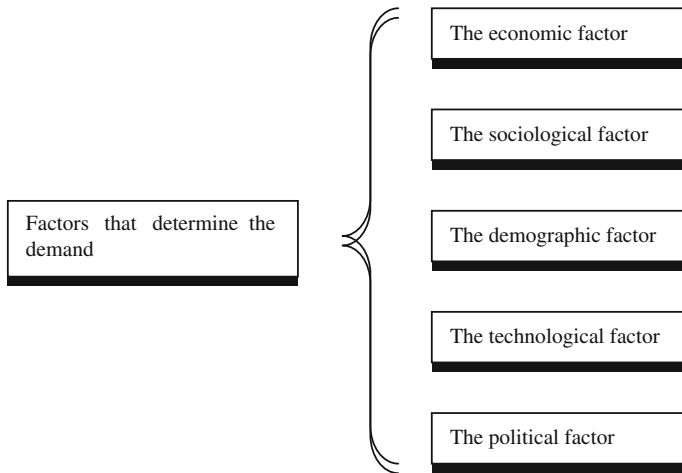 The economic factor
The sociological factor
Factors that determine the
demand
The demographic factor
The technological factor
The political factor